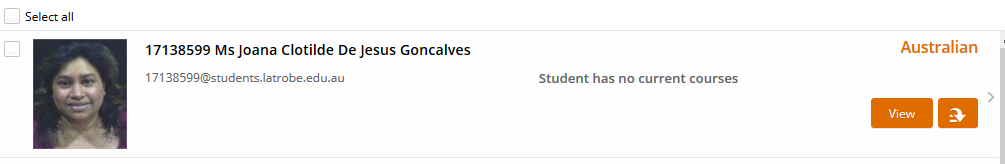 Select all
17138599 Ms Joana Clotilde De Jesus Goncalves
Australian
17138599@students.latrobe.edu.au
Student has no current courses
View